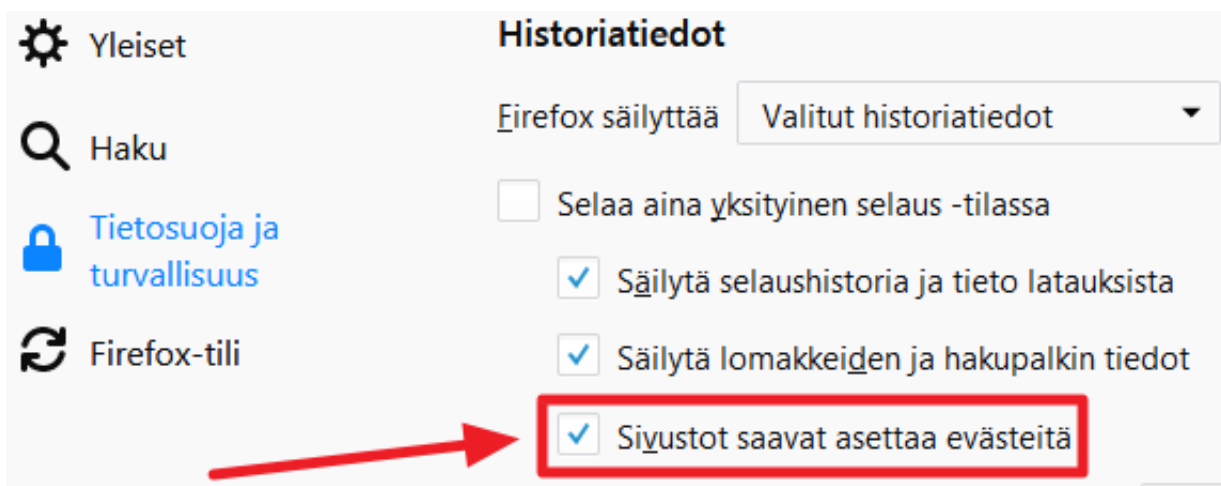 Yleiset
Haku
Tietosuoja ja
turvallisuus
Firefox-tili
Historiatiedot
Firefox säilyttää Valitut historiatiedot
Selaa aina yksityinen selaus -tilassa
Säilytä selaushistoria ja tieto latauksista
Säilytä lomakkeiden ja hakupalkin tiedot
Sivustot saavat asettaa evästeitä